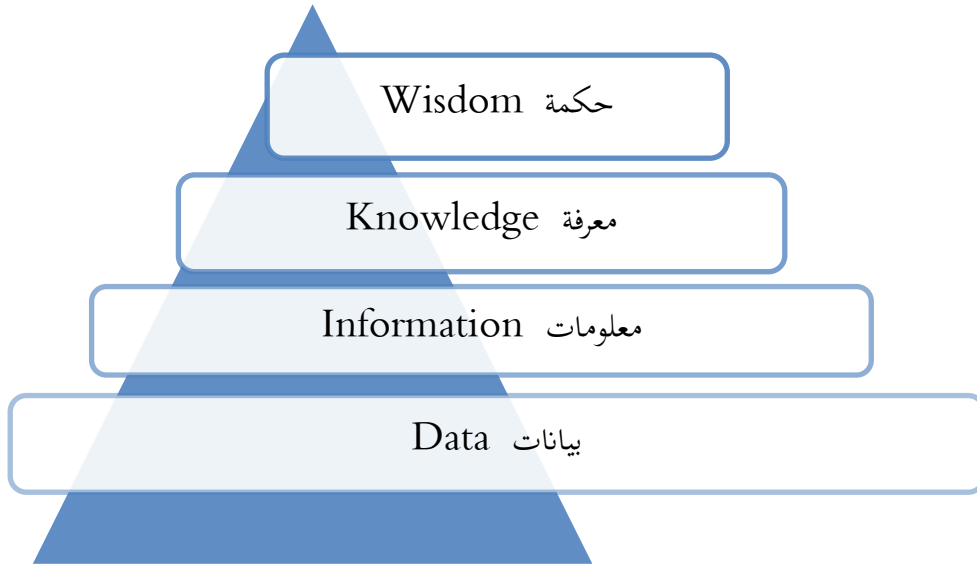 Wisdom حكمة
Knowledge معرفة
Information معلومات
Data بيانات